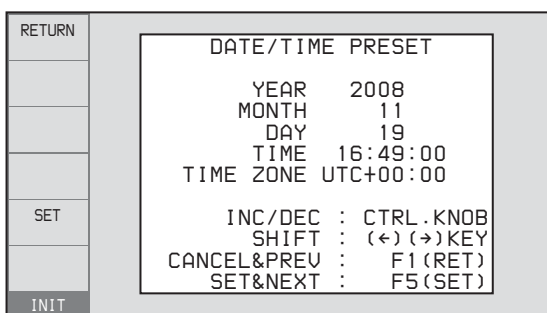 RETURN
SET
INIT
DATE/TIME PRESET
YEAR 2008
MONTH 11
DAY 19
TIME 16:49:00
TIME ZONE UTC+00:00
INC/DEC : CTRL.KNOB
SHIFT : (←)(→)KEY
CANCEL&PREV : F1(RET)
SET&NEXT : F5(SET)